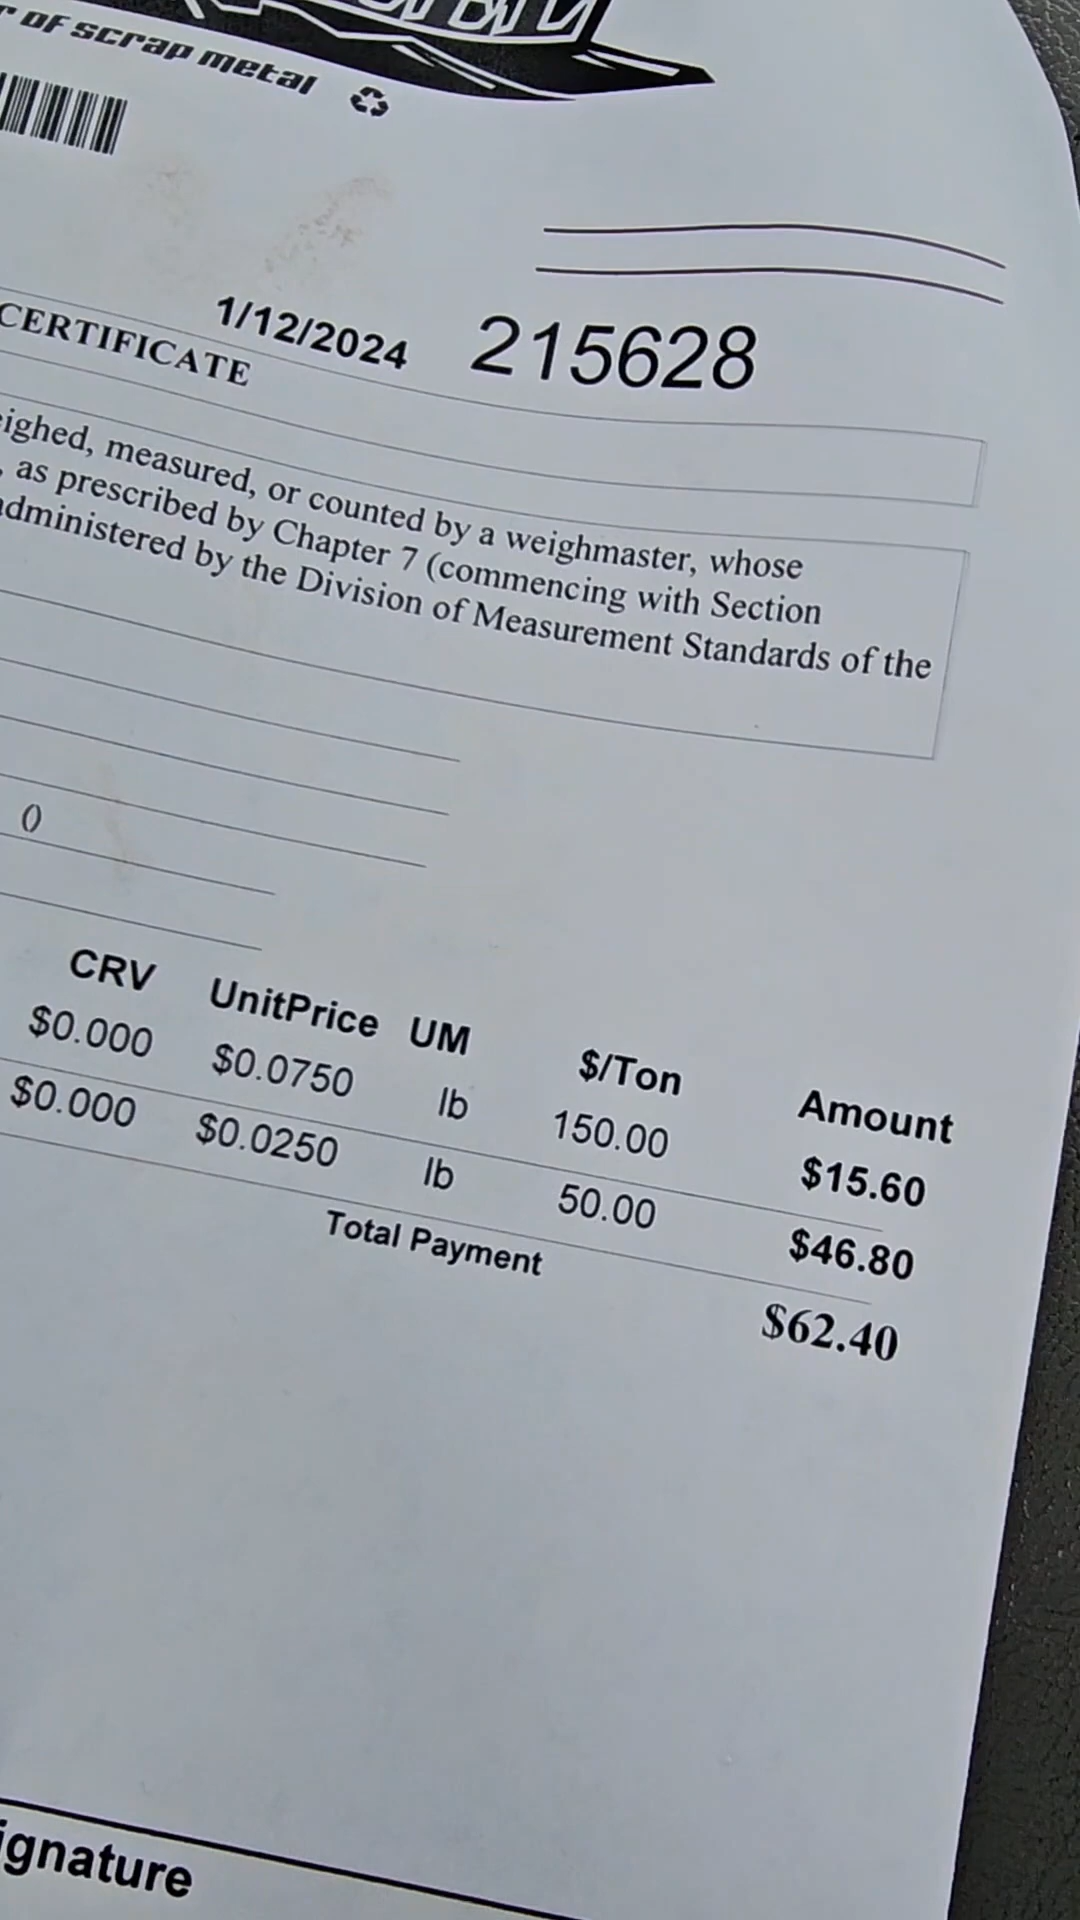 of scrap metal
1/12/2024 215628
CERTIFICATE
eighed, measured, or counted by a weighmaster, whose
, as prescribed by Chapter 7 (commencing with Section
administered by the Division of Measurement Standards of the
0
CRV UnitPrice UM $/Ton Amount
$0.000 $0.0750 lb 150.00 $15.60
$0.000 $0.0250 lb 50.00 $46.80
Total Payment $62.40
ignature